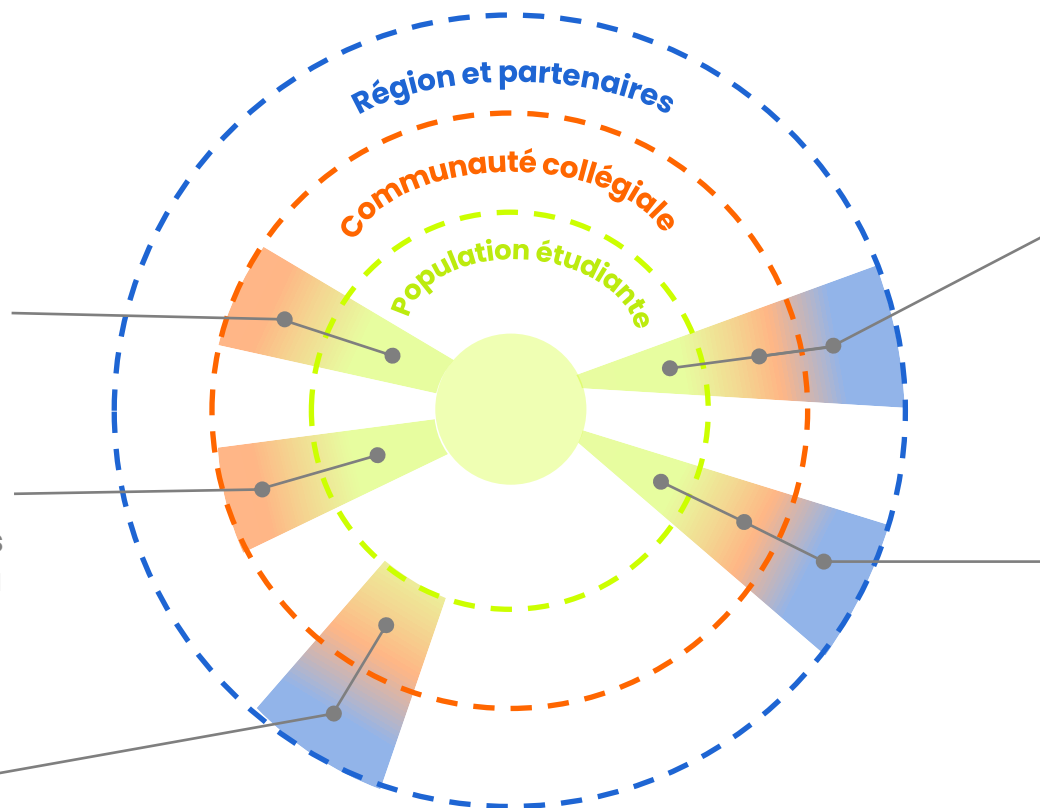 Région et partenaires
Communauté collégiale
Population étudiante